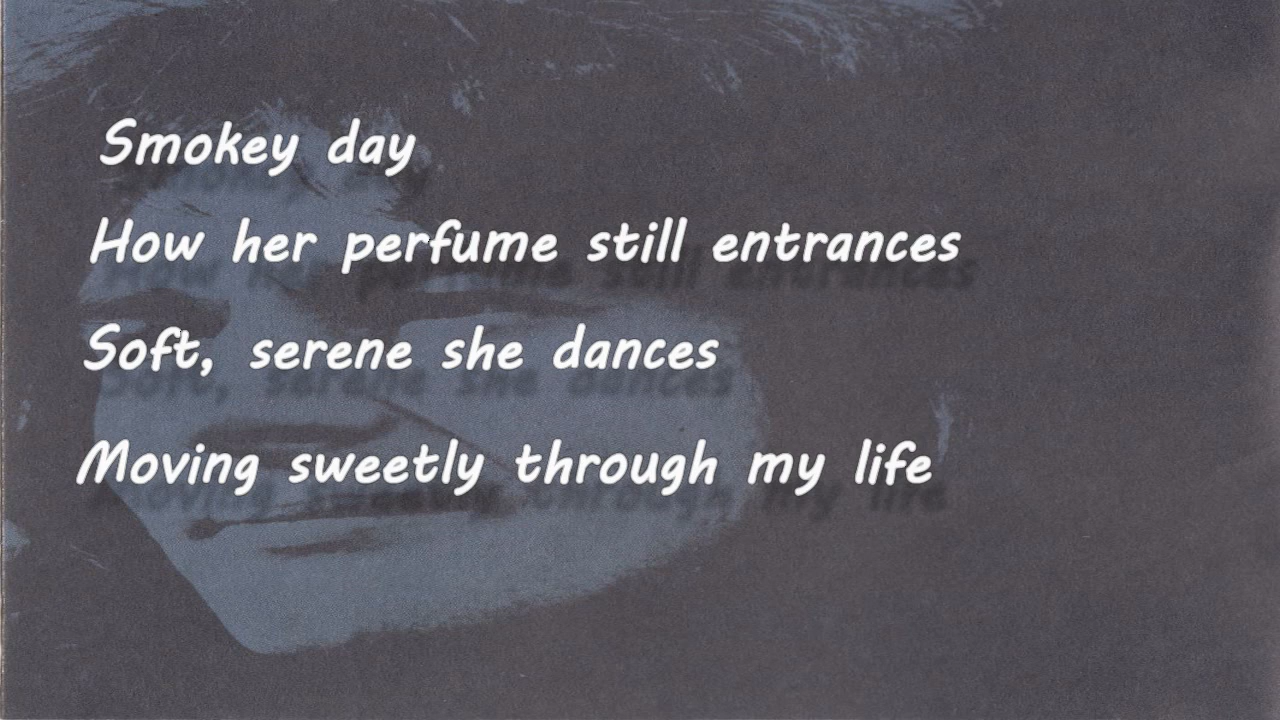 Smokey day
How her perfume still entrances
Soft, serene she dances
Moving sweetly through my life